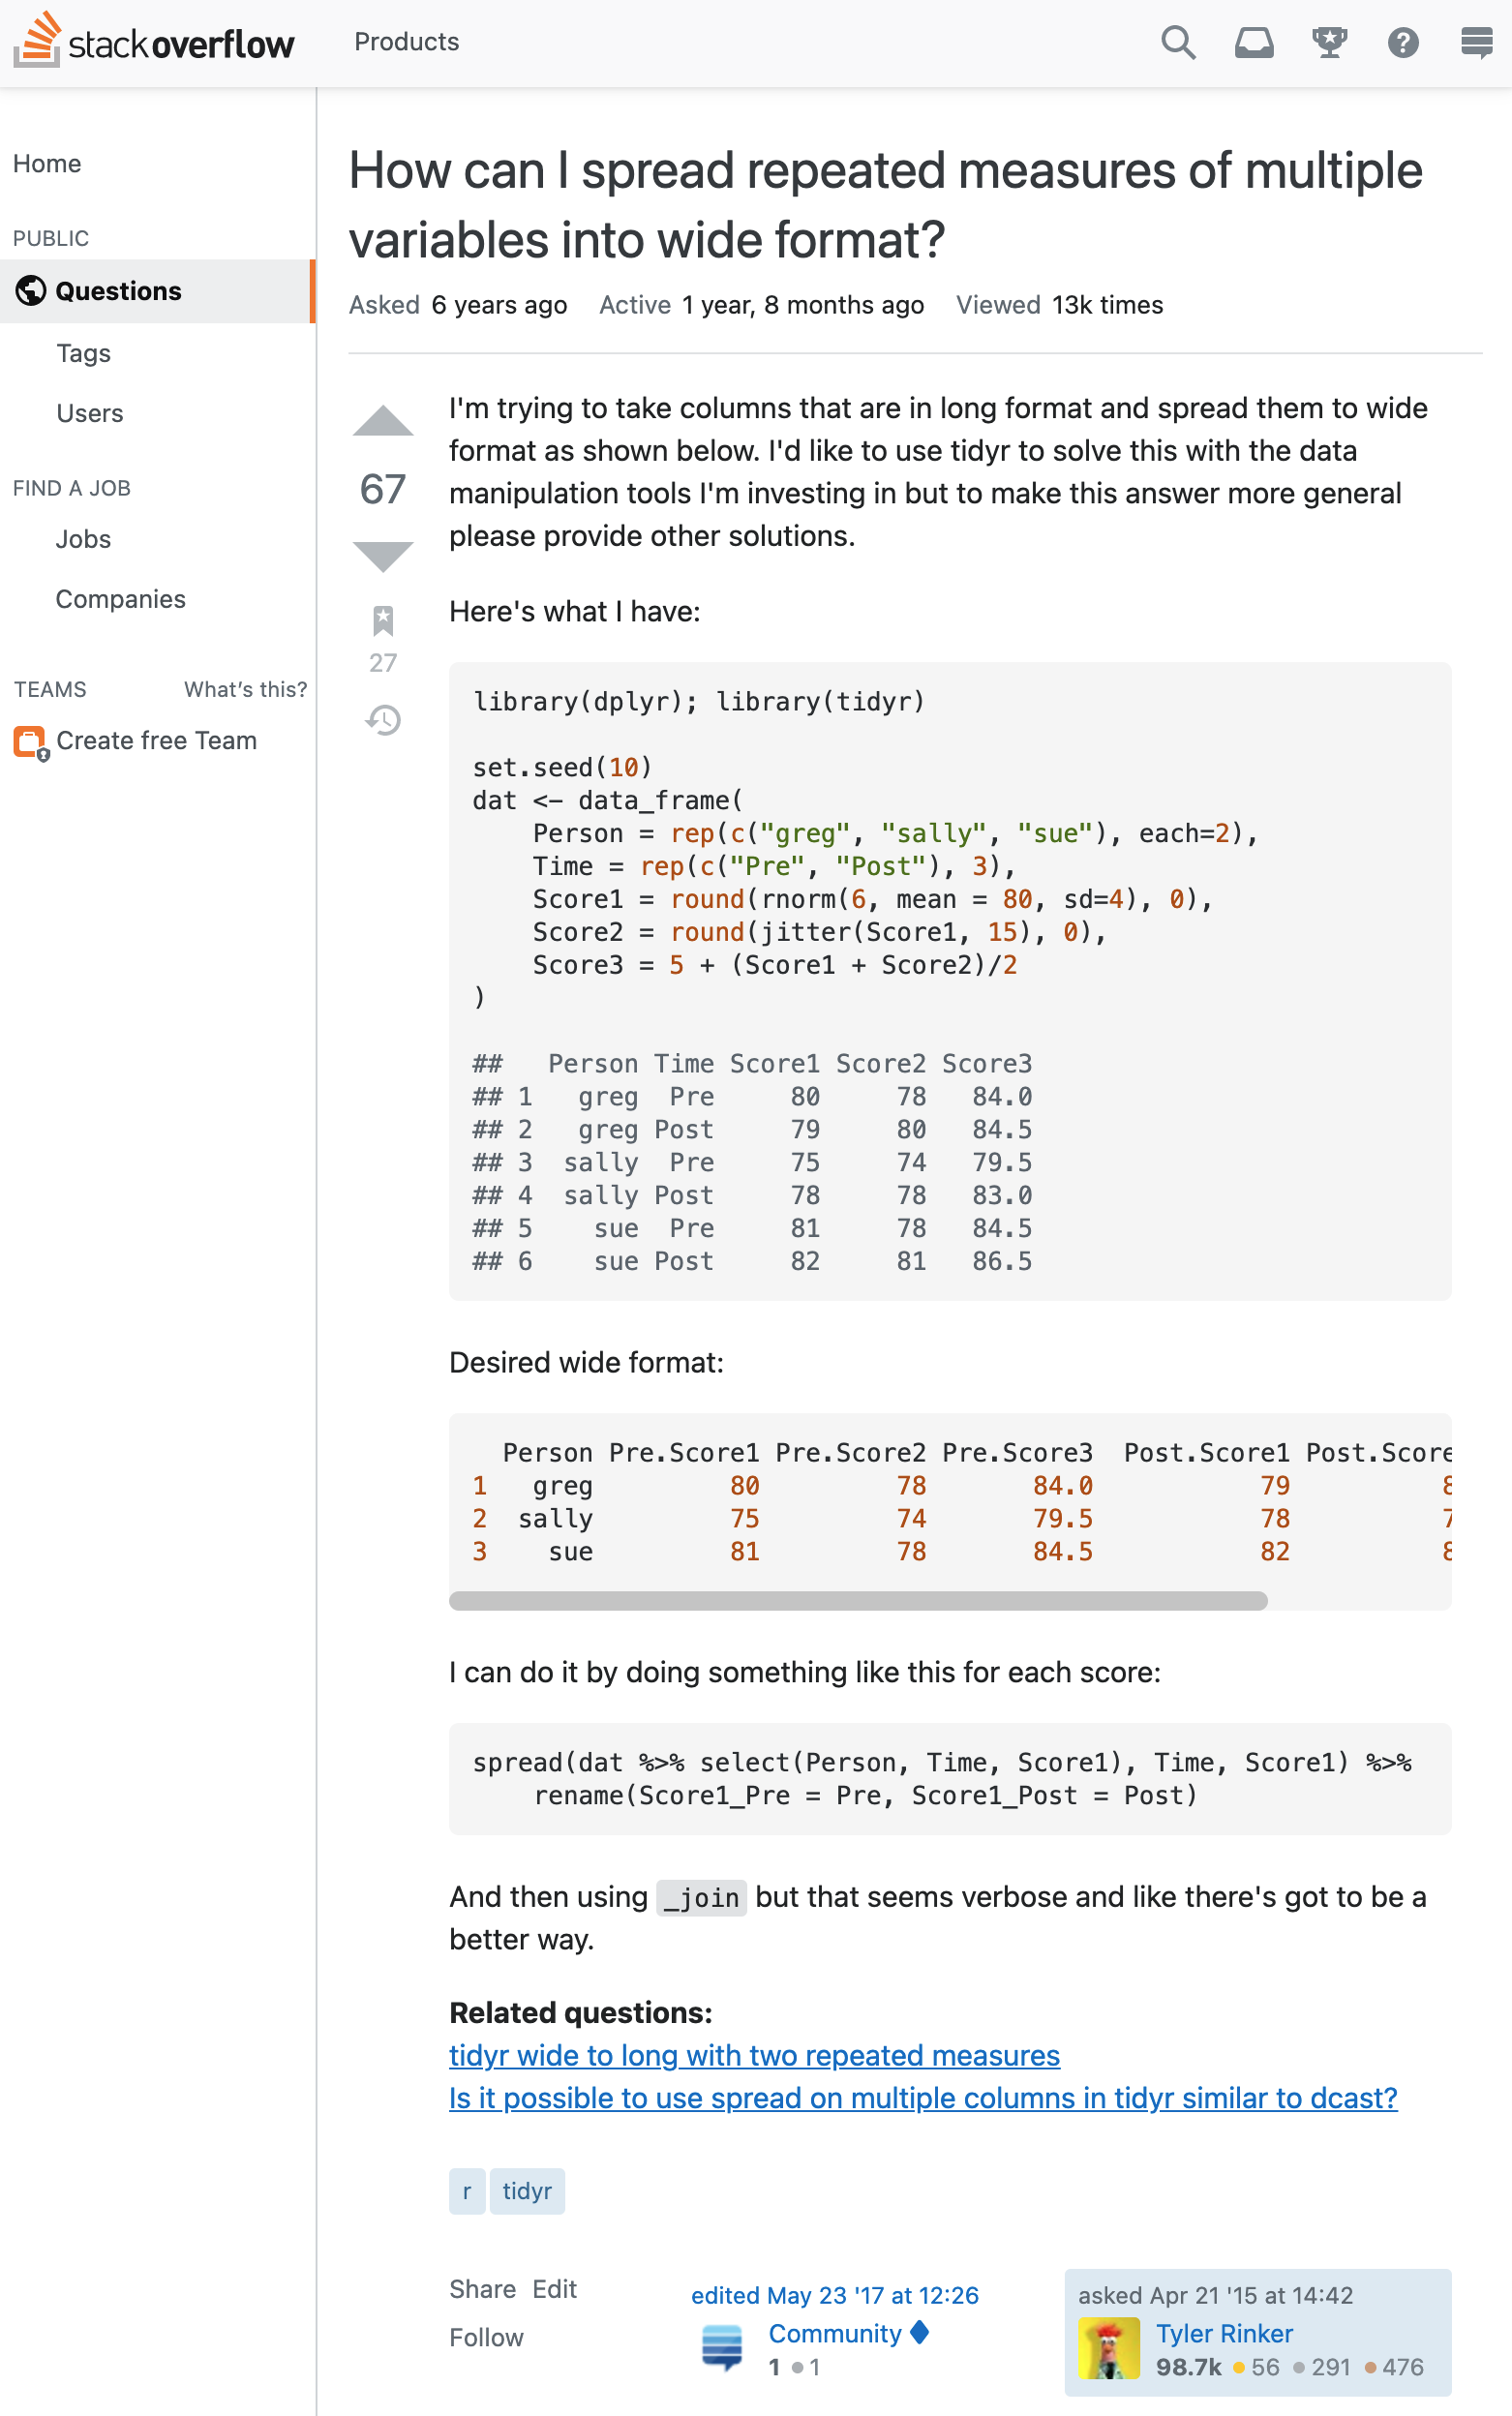 stackoverflow Products
Home
PUBLIC
Questions
Tags
Users
FIND A JOB
Jobs
Companies
TEAMS What's this?
Create free Team
How can I spread repeated measures of multiple
variables into wide format?
Asked 6 years ago Active 1 year, 8 months ago Viewed 13k times
67
27
I'm trying to take columns that are in long format and spread them to wide
format as shown below. I'd like to use tidyr to solve this with the data
manipulation tools I'm investing in but to make this answer more general
please provide other solutions.
Here's what I have:
library(dplyr); library(tidyr)
set.seed(10)
dat <- data_frame(
    Person = rep(c("greg", "sally", "sue"), each=2),
    Time = rep(c("Pre", "Post"), 3),
    Score1 = round(rnorm(6, mean = 80, sd=4), 0),
    Score2 = round(jitter(Score1, 15), 0),
    Score3 = 5 + (Score1 + Score2)/2
)
##   Person Time Score1 Score2 Score3
## 1   greg  Pre     80     78   84.0
## 2   greg Post     79     80   84.5
## 3  sally  Pre     75     74   79.5
## 4  sally Post     78     78   83.0
## 5    sue  Pre     81     78   84.5
## 6    sue Post     82     81   86.5
Desired wide format:
  Person Pre.Score1 Pre.Score2 Pre.Score3  Post.Score1 Post.Score
1   greg         80         78       84.0           79
2  sally         75         74       79.5           78
3    sue         81         78       84.5           82
I can do it by doing something like this for each score:
spread(dat %>% select(Person, Time, Score1), Time, Score1) %>%
    rename(Score1_Pre = Pre, Score1_Post = Post)
And then using _join but that seems verbose and like there's got to be a
better way.
Related questions:
tidyr wide to long with two repeated measures
Is it possible to use spread on multiple columns in tidyr similar to dcast?
r tidyr
Share Edit
Follow
edited May 23 '17 at 12:26
Community
1 1
asked Apr 21 '15 at 14:42
Tyler Rinker
98.7k 56 291 476